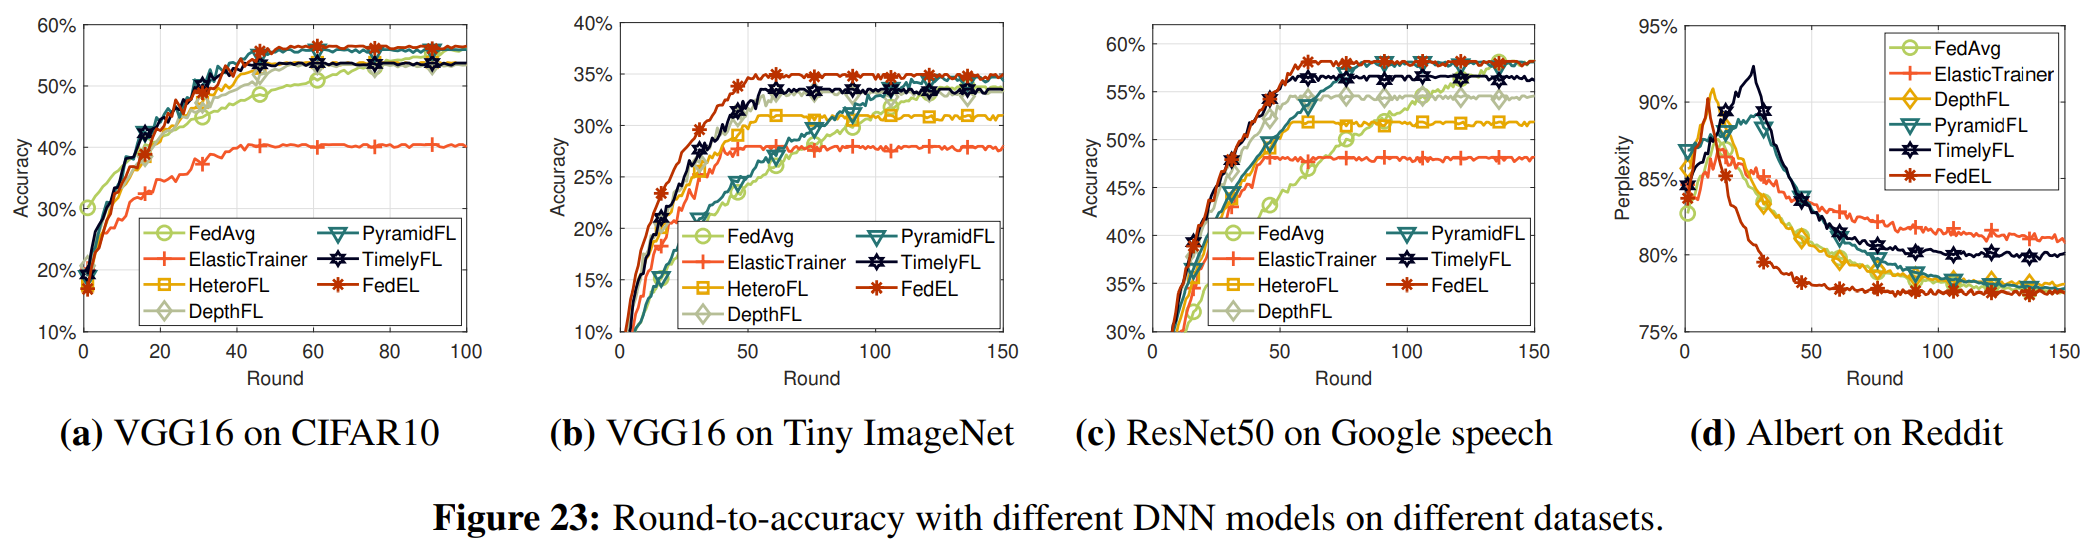 60%
50%
40%
30%
20%
10%
Accuracy
0 20 40 60 80 100
Round
FedAvg PyramidFL
ElasticTrainer TimelyFL
HeteroFL FedEL
DepthFL
(a) VGG16 on CIFAR10
40%
35%
30%
25%
20%
15%
10%
Accuracy
0 50 100 150
Round
FedAvg PyramidFL
ElasticTrainer TimelyFL
HeteroFL FedEL
DepthFL
(b) VGG16 on Tiny ImageNet
60%
55%
50%
45%
40%
35%
30%
Accuracy
0 50 100 150
Round
FedAvg PyramidFL
ElasticTrainer TimelyFL
HeteroFL FedEL
DepthFL
(c) ResNet50 on Google speech
95%
90%
85%
80%
75%
Perplexity
0 50 100 150
Round
FedAvg
ElasticTrainer
DepthFL
PyramidFL
TimelyFL
FedEL
(d) Albert on Reddit
Figure 23: Round-to-accuracy with different DNN models on different datasets.